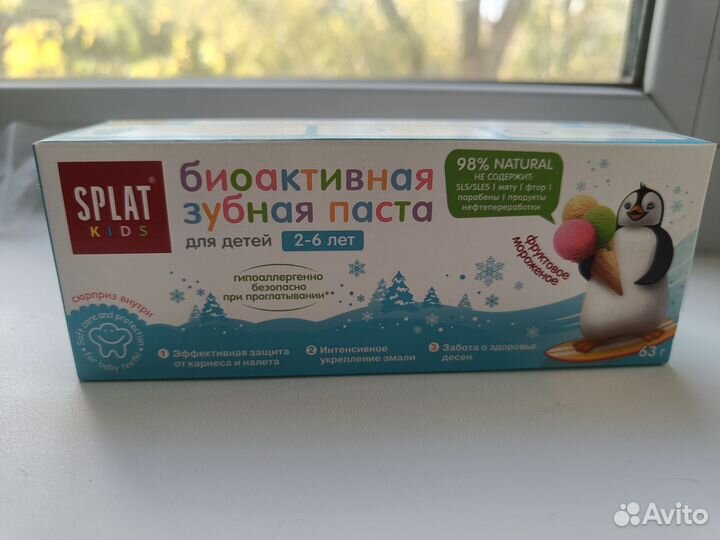 SPLAT®
KIDS
биоактивная
зубная паста
для детей 2-6 лет
98% NATURAL
НЕ СОДЕРЖИТ:
SLS/SLES | мяту | фтор |
парабены | продукты
нефтепереработки
фруктовое
мороженое
гипоаллергенно
безопасно
при проглатывании**
сюрприз внутри
Soft care and protection
for baby teeth!
1 Эффективная защита
от кариеса и налета
2 Интенсивное
укрепление эмали
3 Забота о здоровье
десен
63 г
Avito